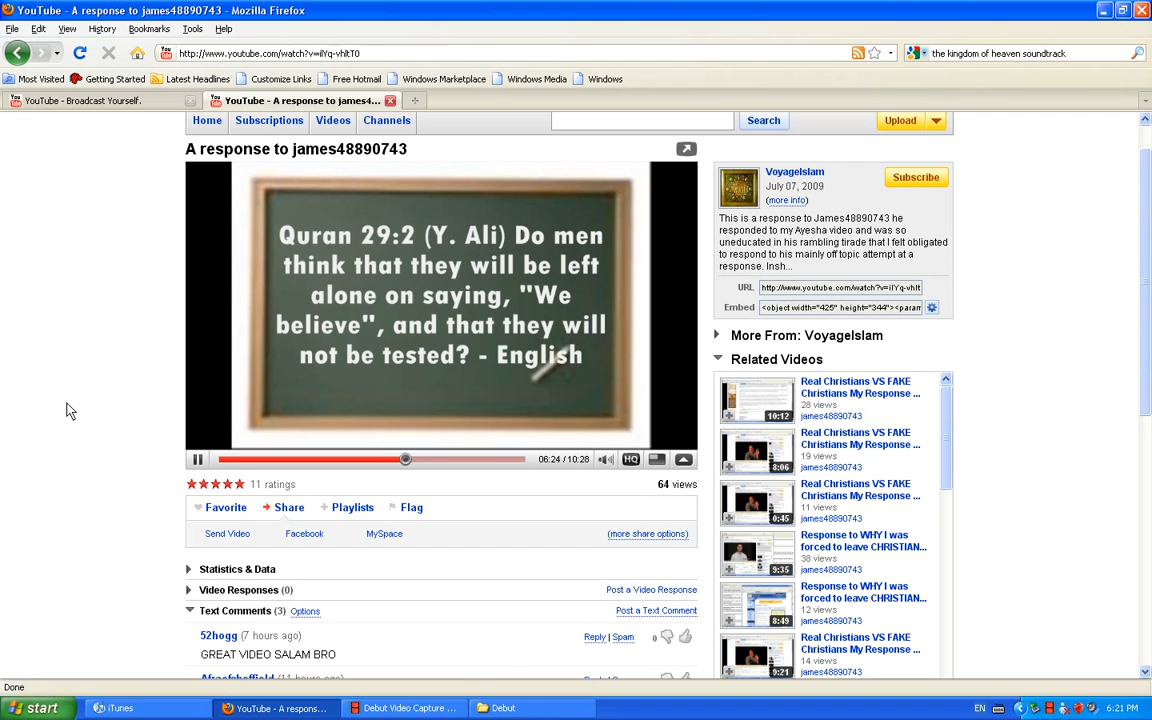 YouTube - A response to james48890743 - Mozilla Firefox
File Edit View History Bookmarks Tools Help
http://www.youtube.com/watch?v=iIYq-vhltT0
the kingdom of heaven soundtrack
Most Visited Getting Started Latest Headlines Customize Links Free Hotmail Windows Marketplace Windows Media Windows
YouTube - Broadcast Yourself.
YouTube - A response to james4...
Home Subscriptions Videos Channels
Search
Upload
A response to james48890743
Quran 29:2 (Y. Ali) Do men
think that they will be left
alone on saying, "We
believe", and that they will
not be tested? - English
06:24 / 10:28
HQ
11 ratings
64 views
Favorite Share Playlists Flag
Send Video Facebook MySpace (more share options)
Statistics & Data
Video Responses (0) Post a Video Response
Text Comments (3) Options Post a Text Comment
52hogg (7 hours ago) Reply | Spam 0
GREAT VIDEO SALAM BRO
VoyageIslam
July 07, 2009
(more info)
Subscribe
This is a response to James48890743 he
responded to my Ayesha video and was so
uneducated in his rambling tirade that I felt obligated
to respond to his mainly off topic attempt at a
response. Insh...
URL http://www.youtube.com/watch?v=iIYq-vhlt
Embed <object width="425" height="344"><param
More From: VoyageIslam
Related Videos
Real Christians VS FAKE
Christians My Response ...
28 views
james48890743
10:12
Real Christians VS FAKE
Christians My Response ...
19 views
james48890743
8:06
Real Christians VS FAKE
Christians My Response ...
11 views
james48890743
0:45
Response to WHY I was
forced to leave CHRISTIAN...
38 views
james48890743
9:35
Response to WHY I was
forced to leave CHRISTIAN...
12 views
james48890743
8:49
Real Christians VS FAKE
Christians My Response ...
14 views
james48890743
9:21
Done
start iTunes YouTube - A respons... Debut Video Capture ... Debut EN 6:21 PM